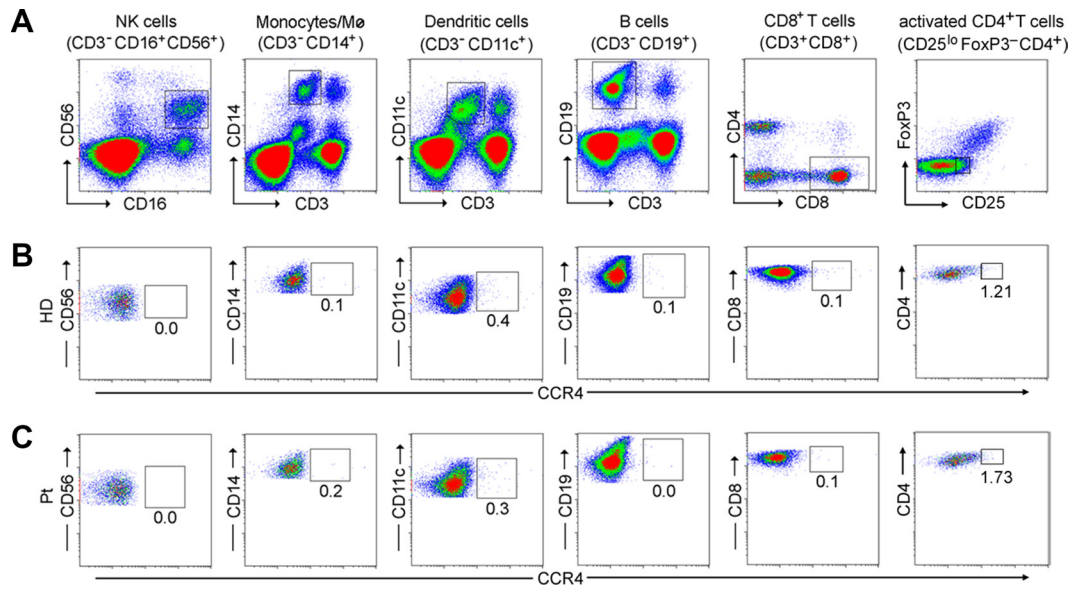 A
NK cells
(CD3⁻ CD16⁺CD56⁺)
Monocytes/Mø
(CD3⁻ CD14⁺)
Dendritic cells
(CD3⁻ CD11c⁺)
B cells
(CD3⁻ CD19⁺)
CD8⁺ T cells
(CD3⁺CD8⁺)
activated CD4⁺T cells
(CD25ˡᵒ FoxP3⁻CD4⁺)
CD56
CD16
CD14
CD3
CD11c
CD3
CD19
CD3
CD4
CD8
FoxP3
CD25
B
HD
CD56
0.0
CD14
0.1
CD11c
0.4
CD19
0.1
CD8
0.1
CD4
1.21
CCR4
C
Pt
CD56
0.0
CD14
0.2
CD11c
0.3
CD19
0.0
CD8
0.1
CD4
1.73
CCR4